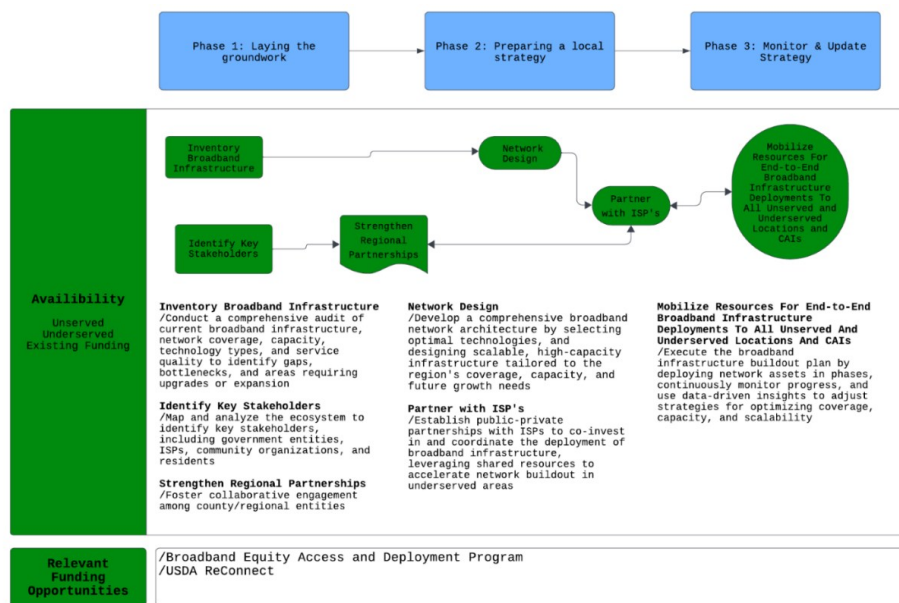 Phase 1: Laying the
groundwork
Phase 2: Preparing a local
strategy
Phase 3: Monitor & Update
Strategy
Inventory
Broadband
Infrastructure
Network
Design
Mobilize
Resources For
End-to-End
Broadband
Infrastructure
Deployments To
All Unserved and
Underserved
Locations and
CAIs
Partner
with ISP's
Identify Key
Stakeholders
Strengthen
Regional
Partnerships
Availibility
Unserved
Underserved
Existing Funding
Inventory Broadband Infrastructure
/Conduct a comprehensive audit of
current broadband infrastructure,
network coverage, capacity,
technology types, and service
quality to identify gaps,
bottlenecks, and areas requiring
upgrades or expansion
Identify Key Stakeholders
/Map and analyze the ecosystem to
identify key stakeholders,
including government entities,
ISPs, community organizations, and
residents
Strengthen Regional Partnerships
/Foster collaborative engagement
among county/regional entities
Network Design
/Develop a comprehensive broadband
network architecture by selecting
optimal technologies, and
designing scalable, high-capacity
infrastructure tailored to the
region's coverage, capacity, and
future growth needs
Partner with ISP's
/Establish public-private
partnerships with ISPs to co-invest
in and coordinate the deployment of
broadband infrastructure,
leveraging shared resources to
accelerate network buildout in
underserved areas
Mobilize Resources For End-to-End
Broadband Infrastructure
Deployments To All Unserved And
Underserved Locations And CAIs
/Execute the broadband
infrastructure buildout plan by
deploying network assets in phases,
continuously monitor progress, and
use data-driven insights to adjust
strategies for optimizing coverage,
capacity, and scalability
Relevant
Funding
Opportunities
/Broadband Equity Access and Deployment Program
/USDA ReConnect